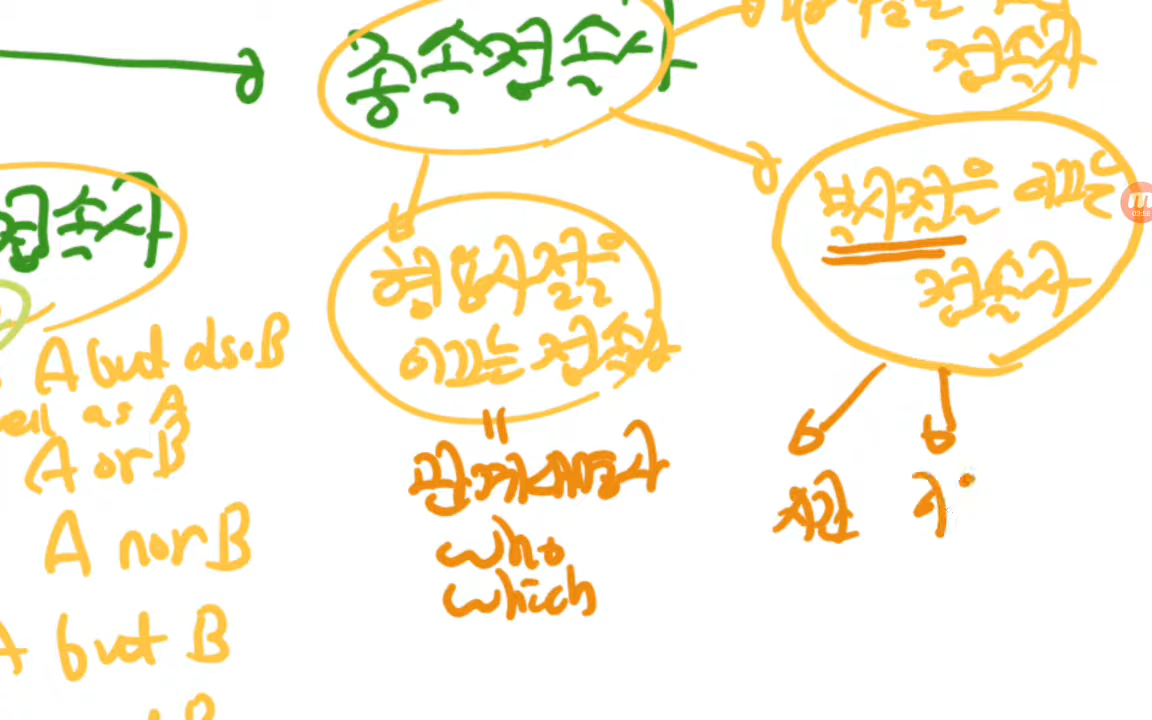 종속접속사
접속사
부사절을 이끄는
접속사
접속사
형용사절을
이끄는 접속사
A but also B
well as A
A or B
A nor B
A but B
B
관계대명사
who
which
시간